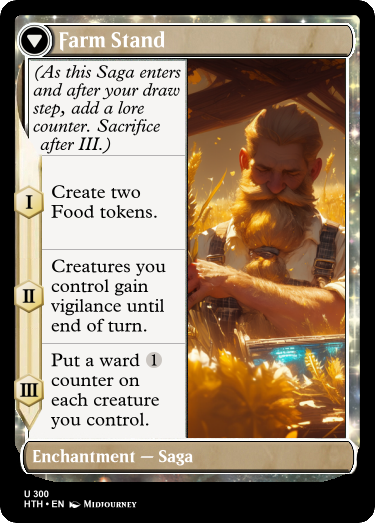 Farm Stand
(As this Saga enters
and after your draw
step, add a lore
counter. Sacrifice
after III.)
I
Create two
Food tokens.
II
Creatures you
control gain
vigilance until
end of turn.
III
Put a ward 1
counter on
each creature
you control.
Enchantment — Saga
U 300
HTH • EN Midjourney